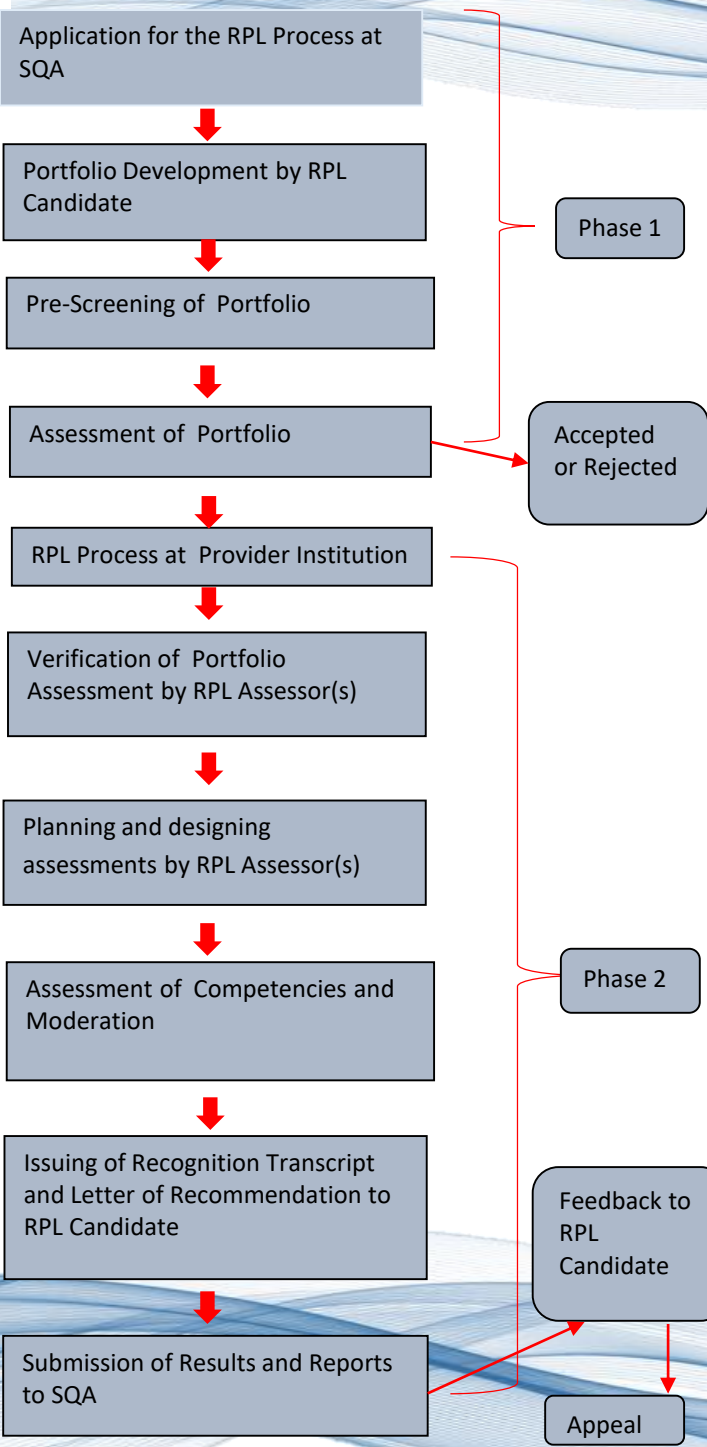 Application for the RPL Process at
SQA
Portfolio Development by RPL
Candidate
Phase 1
Pre-Screening of Portfolio
Assessment of Portfolio
Accepted
or Rejected
RPL Process at Provider Institution
Verification of Portfolio
Assessment by RPL Assessor(s)
Planning and designing
assessments by RPL Assessor(s)
Assessment of Competencies and
Moderation
Phase 2
Issuing of Recognition Transcript
and Letter of Recommendation to
RPL Candidate
Feedback to
RPL
Candidate
Submission of Results and Reports
to SQA
Appeal